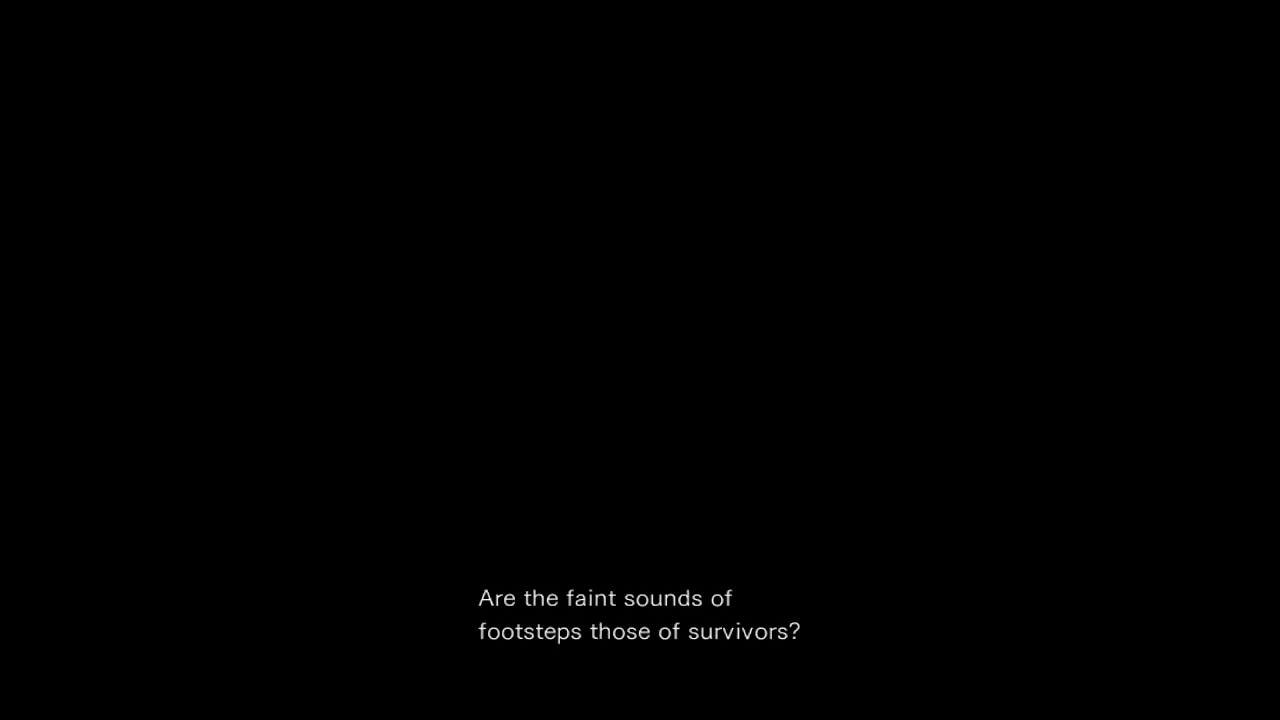 Are the faint sounds of
footsteps those of survivors?